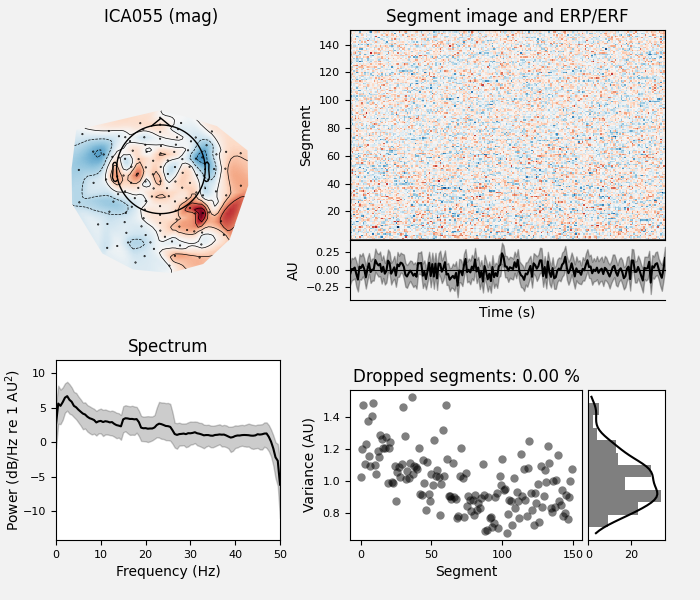 ICA055 (mag)
Segment image and ERP/ERF
140
120
100
80
60
40
20
Segment
0.25
0.00
−0.25
AU
Time (s)
Spectrum
10
5
0
−5
−10
Power (dB/Hz re 1 AU²)
0 10 20 30 40 50
Frequency (Hz)
Dropped segments: 0.00 %
1.4
1.2
1.0
0.8
Variance (AU)
0 50 100 150
Segment
0 20